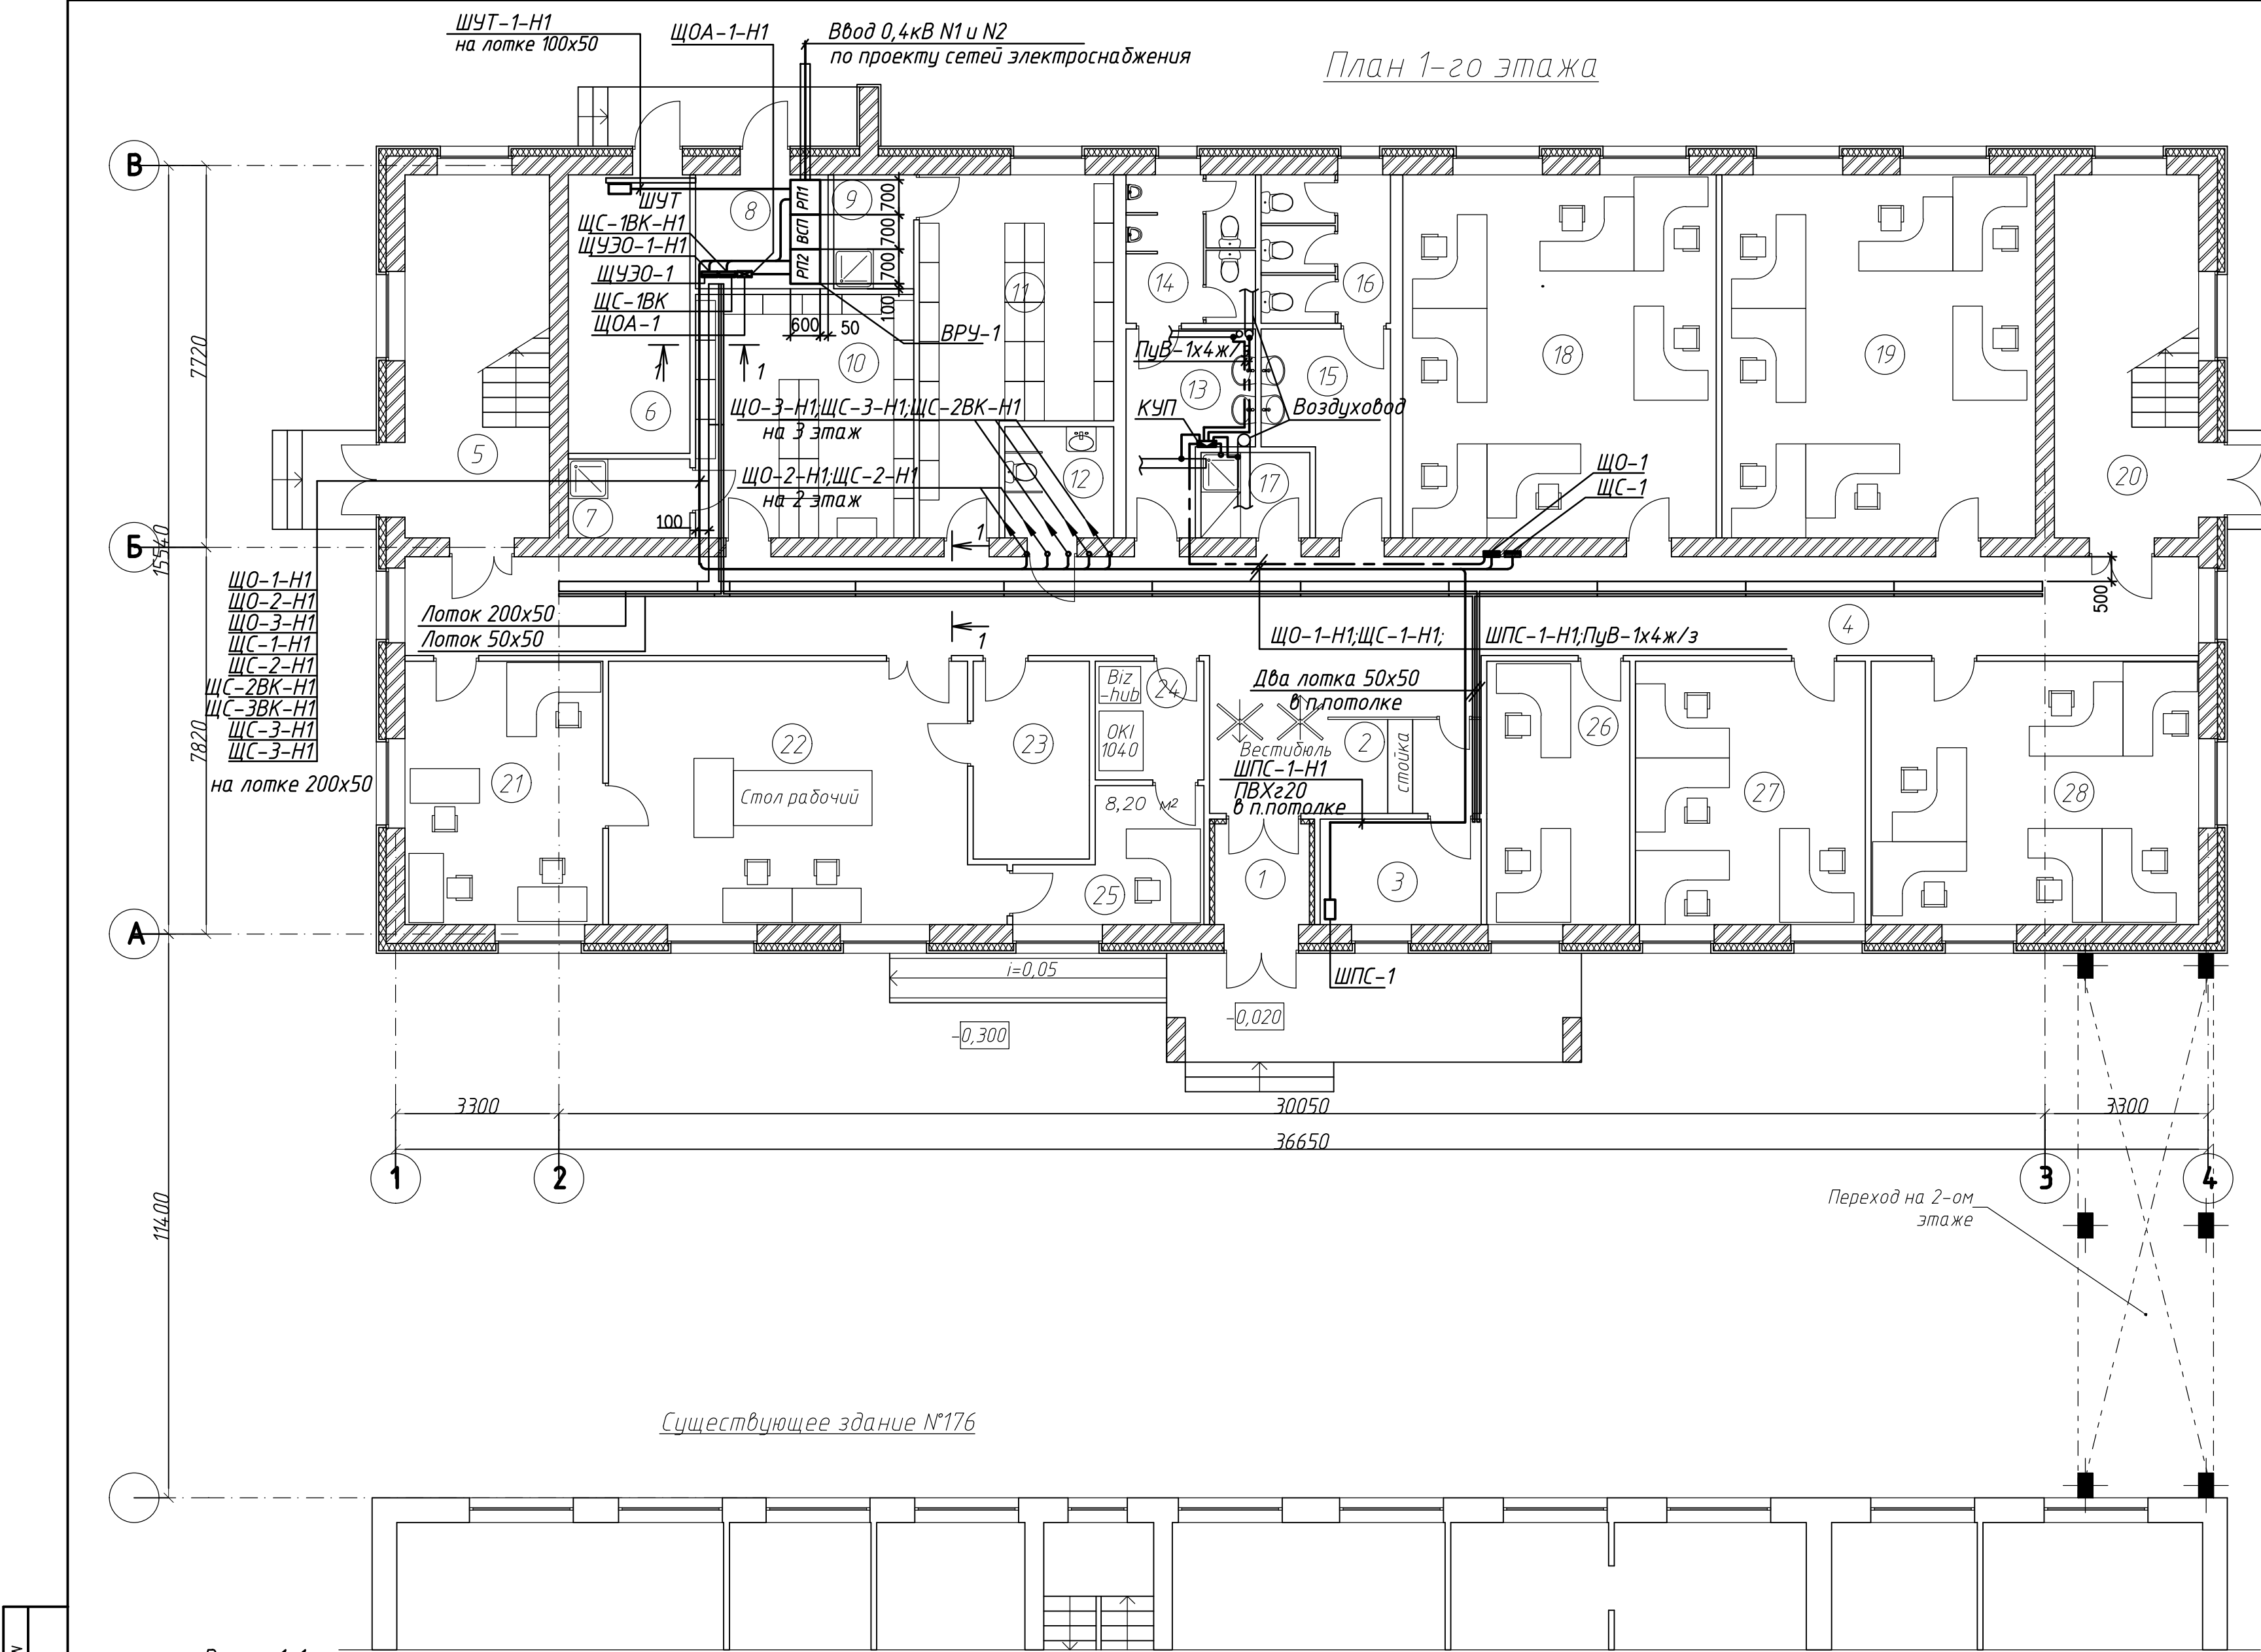 ШУТ-1-Н1
на лотке 100х50
ЩОА-1-Н1
Ввод 0,4кВ N1 и N2
по проекту сетей электроснабжения
План 1-го этажа
В
ШУТ
ЩС-1ВК-Н1
ЩУЭО-1-Н1
ЩУЭО-1
ЩС-1ВК
ЩОА-1
8
РП1
ВСП
РП2
9
700
700
700
100
600
50
ВРУ-1
1
1
10
11
14
16
ПуВ-1х4ж/
13
15
18
19
7720
6
5
ЩО-3-Н1;ЩС-3-Н1;ЩС-2ВК-Н1
на 3 этаж
КУП
Воздуховод
ЩО-2-Н1;ЩС-2-Н1
на 2 этаж
12
17
ЩО-1
ЩС-1
20
7
100
1
Б
15540
ЩО-1-Н1
ЩО-2-Н1
ЩО-3-Н1
ЩС-1-Н1
ЩС-2-Н1
ЩС-2ВК-Н1
ЩС-3ВК-Н1
ЩС-3-Н1
ЩС-3-Н1
на лотке 200х50
Лоток 200х50
Лоток 50х50
1
500
4
ЩО-1-Н1;ЩС-1-Н1;
ШПС-1-Н1;ПуВ-1х4ж/з
Два лотка 50х50
в п.потолке
Biz
-hub
24
OKI
1040
7820
21
22
23
Стол рабочий
8,20 м²
25
Вестибюль
2
стойка
ШПС-1-Н1
ПВХг20
в п.потолке
1
3
26
27
28
А
ШПС-1
i=0,05
-0,300
-0,020
3300
30050
3300
36650
1
2
3
4
11400
Переход на 2-ом
этаже
Существующее здание N°176